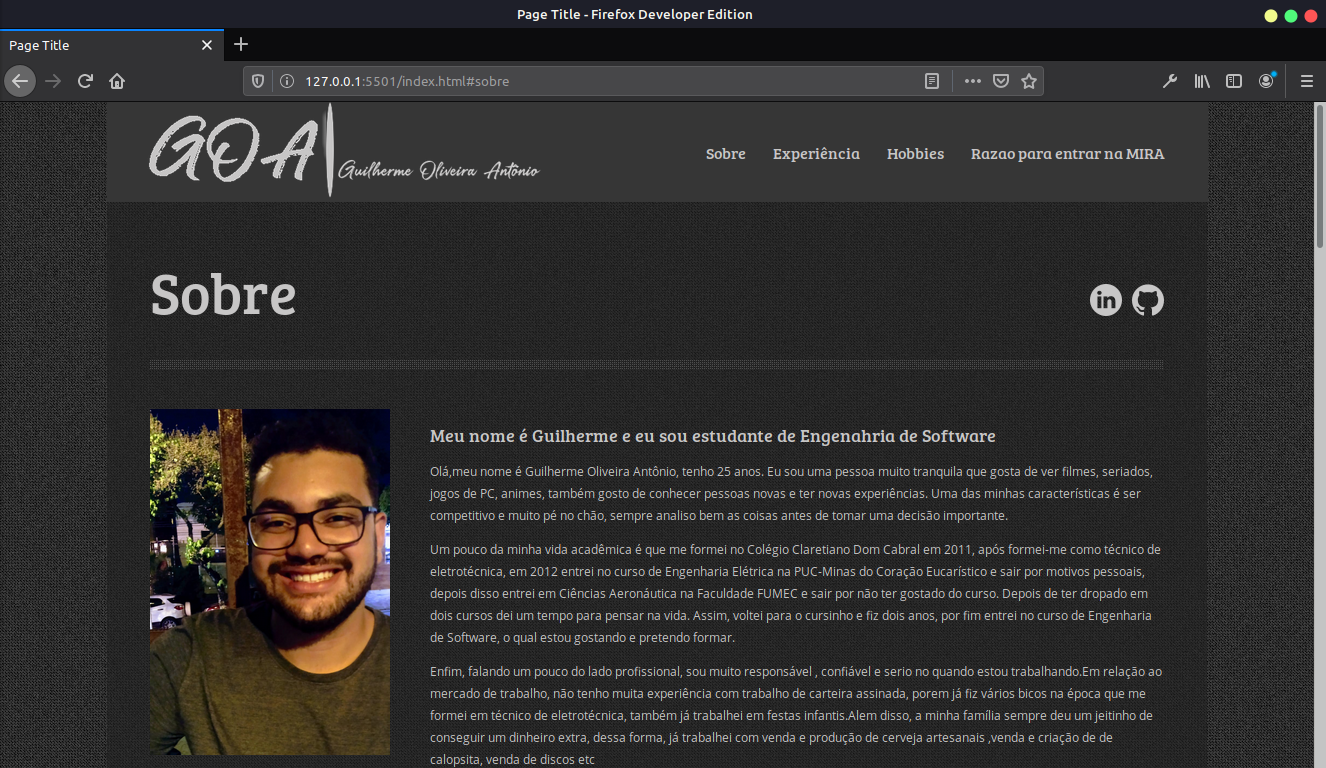 Page Title - Firefox Developer Edition
Page Title
127.0.0.1:5501/index.html#sobre
GOA
Guilherme Oliveira Antônio
Sobre Experiência Hobbies Razao para entrar na MIRA
Sobre
in
Meu nome é Guilherme e eu sou estudante de Engenahria de Software
Olá,meu nome é Guilherme Oliveira Antônio, tenho 25 anos. Eu sou uma pessoa muito tranquila que gosta de ver filmes, seriados,
jogos de PC, animes, também gosto de conhecer pessoas novas e ter novas experiências. Uma das minhas características é ser
competitivo e muito pé no chão, sempre analiso bem as coisas antes de tomar uma decisão importante.
Um pouco da minha vida acadêmica é que me formei no Colégio Claretiano Dom Cabral em 2011, após formei-me como técnico de
eletrotécnica, em 2012 entrei no curso de Engenharia Elétrica na PUC-Minas do Coração Eucarístico e sair por motivos pessoais,
depois disso entrei em Ciências Aeronáutica na Faculdade FUMEC e sair por não ter gostado do curso. Depois de ter dropado em
dois cursos dei um tempo para pensar na vida. Assim, voltei para o cursinho e fiz dois anos, por fim entrei no curso de Engenharia
de Software, o qual estou gostando e pretendo formar.
Enfim, falando um pouco do lado profissional, sou muito responsável , confiável e serio no quando estou trabalhando.Em relação ao
mercado de trabalho, não tenho muita experiência com trabalho de carteira assinada, porem já fiz vários bicos na época que me
formei em técnico de eletrotécnica, também já trabalhei em festas infantis.Alem disso, a minha família sempre deu um jeitinho de
conseguir um dinheiro extra, dessa forma, já trabalhei com venda e produção de cerveja artesanais ,venda e criação de de
calopsita, venda de discos etc